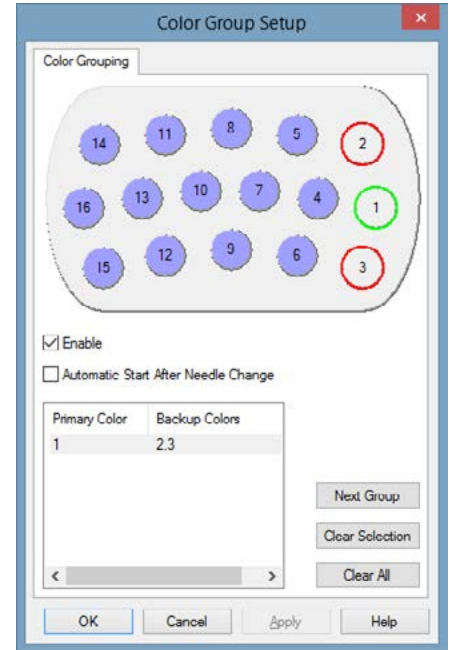 Color Group Setup
×
Color Grouping
14 11 8 5 2
16 13 10 7 4 1
15 12 9 6 3
Enable
Automatic Start After Needle Change
Primary Color Backup Colors
1 2.3
Next Group
Clear Selection
Clear All
OK Cancel Apply Help